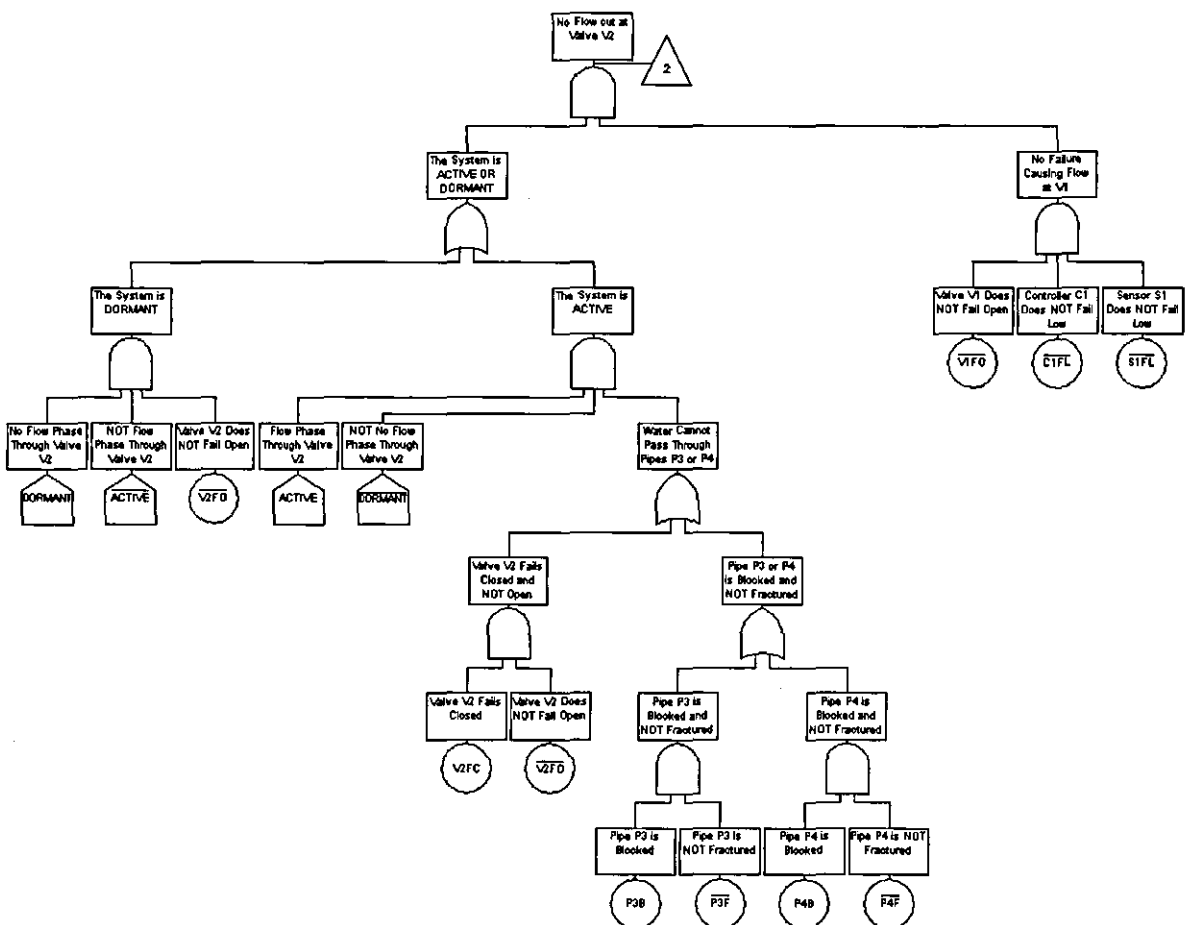 No Flow out at
Valve V2
2
The System is
ACTIVE OR
DORMANT
No Failure
Causing Flow
at V1
The System is
DORMANT
The System is
ACTIVE
Valve V1 Does
NOT Fail Open
Controller C1
Does NOT Fail
Low
Sensor S1
Does NOT Fail
Low
V1FO
C1FL
S1FL
No Flow Phase
Through Valve
V2
NOT Flow
Phase Through
Valve V2
Valve V2 Does
NOT Fail Open
Flow Phase
Through Valve
V2
NOT No Flow
Phase Through
Valve V2
Water Cannot
Pass Through
Pipes P3 or P4
DORMANT
ACTIVE
V2FO
ACTIVE
DORMANT
Valve V2 Fails
Closed and
NOT Open
Pipe P3 or P4
is Blocked and
NOT Fractured
Valve V2 Fails
Closed
Valve V2 Does
NOT Fail Open
Pipe P3 is
Blocked and
NOT Fractured
Pipe P4 is
Blocked and
NOT Fractured
V2FC
V2FO
Pipe P3 is
Blocked
Pipe P3 is
NOT Fractured
Pipe P4 is
Blocked
Pipe P4 is NOT
Fractured
P3B
P3F
P4B
P4F